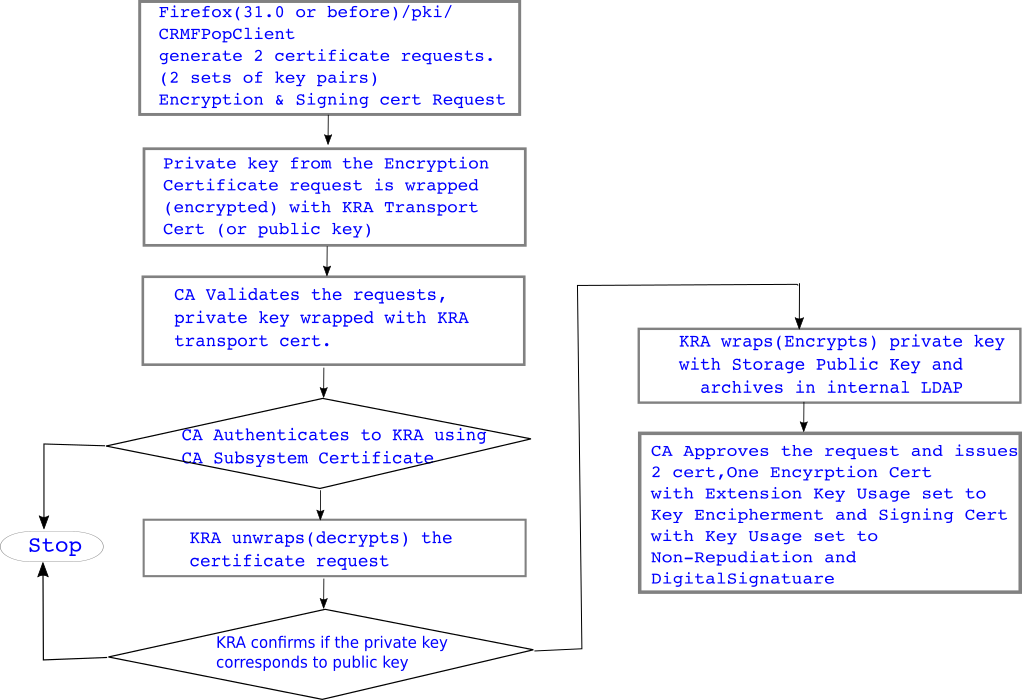 Firefox(31.0 or before)/pki/
CRMFPopClient
generate 2 certificate requests.
(2 sets of key pairs)
Encryption & Signing cert Request
Private key from the Encryption
Certificate request is wrapped
(encrypted) with KRA Transport
Cert (or public key)
CA Validates the requests,
private key wrapped with KRA
transport cert.
CA Authenticates to KRA using
CA Subsystem Certificate
Stop
KRA unwraps(decrypts) the
certificate request
KRA confirms if the private key
corresponds to public key
KRA wraps(Encrypts) private key
with Storage Public Key and
archives in internal LDAP
CA Approves the request and issues
2 cert,One Encyrption Cert
with Extension Key Usage set to
Key Encipherment and Signing Cert
with Key Usage set to
Non-Repudiation and
DigitalSignatuare